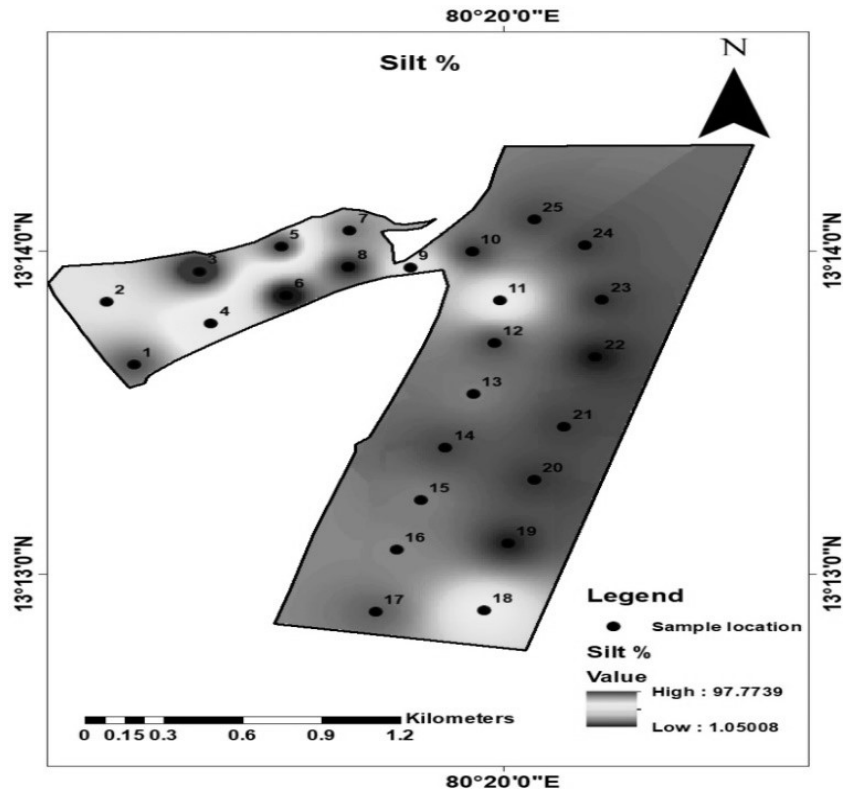 80°20'0"E
Silt %
N
13°14'0"N
13°14'0"N
25
7
5
10
24
8
9
3
2
6
11
23
4
12
1
22
13
21
14
20
15
19
16
13°13'0"N
13°13'0"N
17
18
Legend
Sample location
Silt %
Value
High : 97.7739
Low : 1.05008
Kilometers
0 0.15 0.3 0.6 0.9 1.2
80°20'0"E